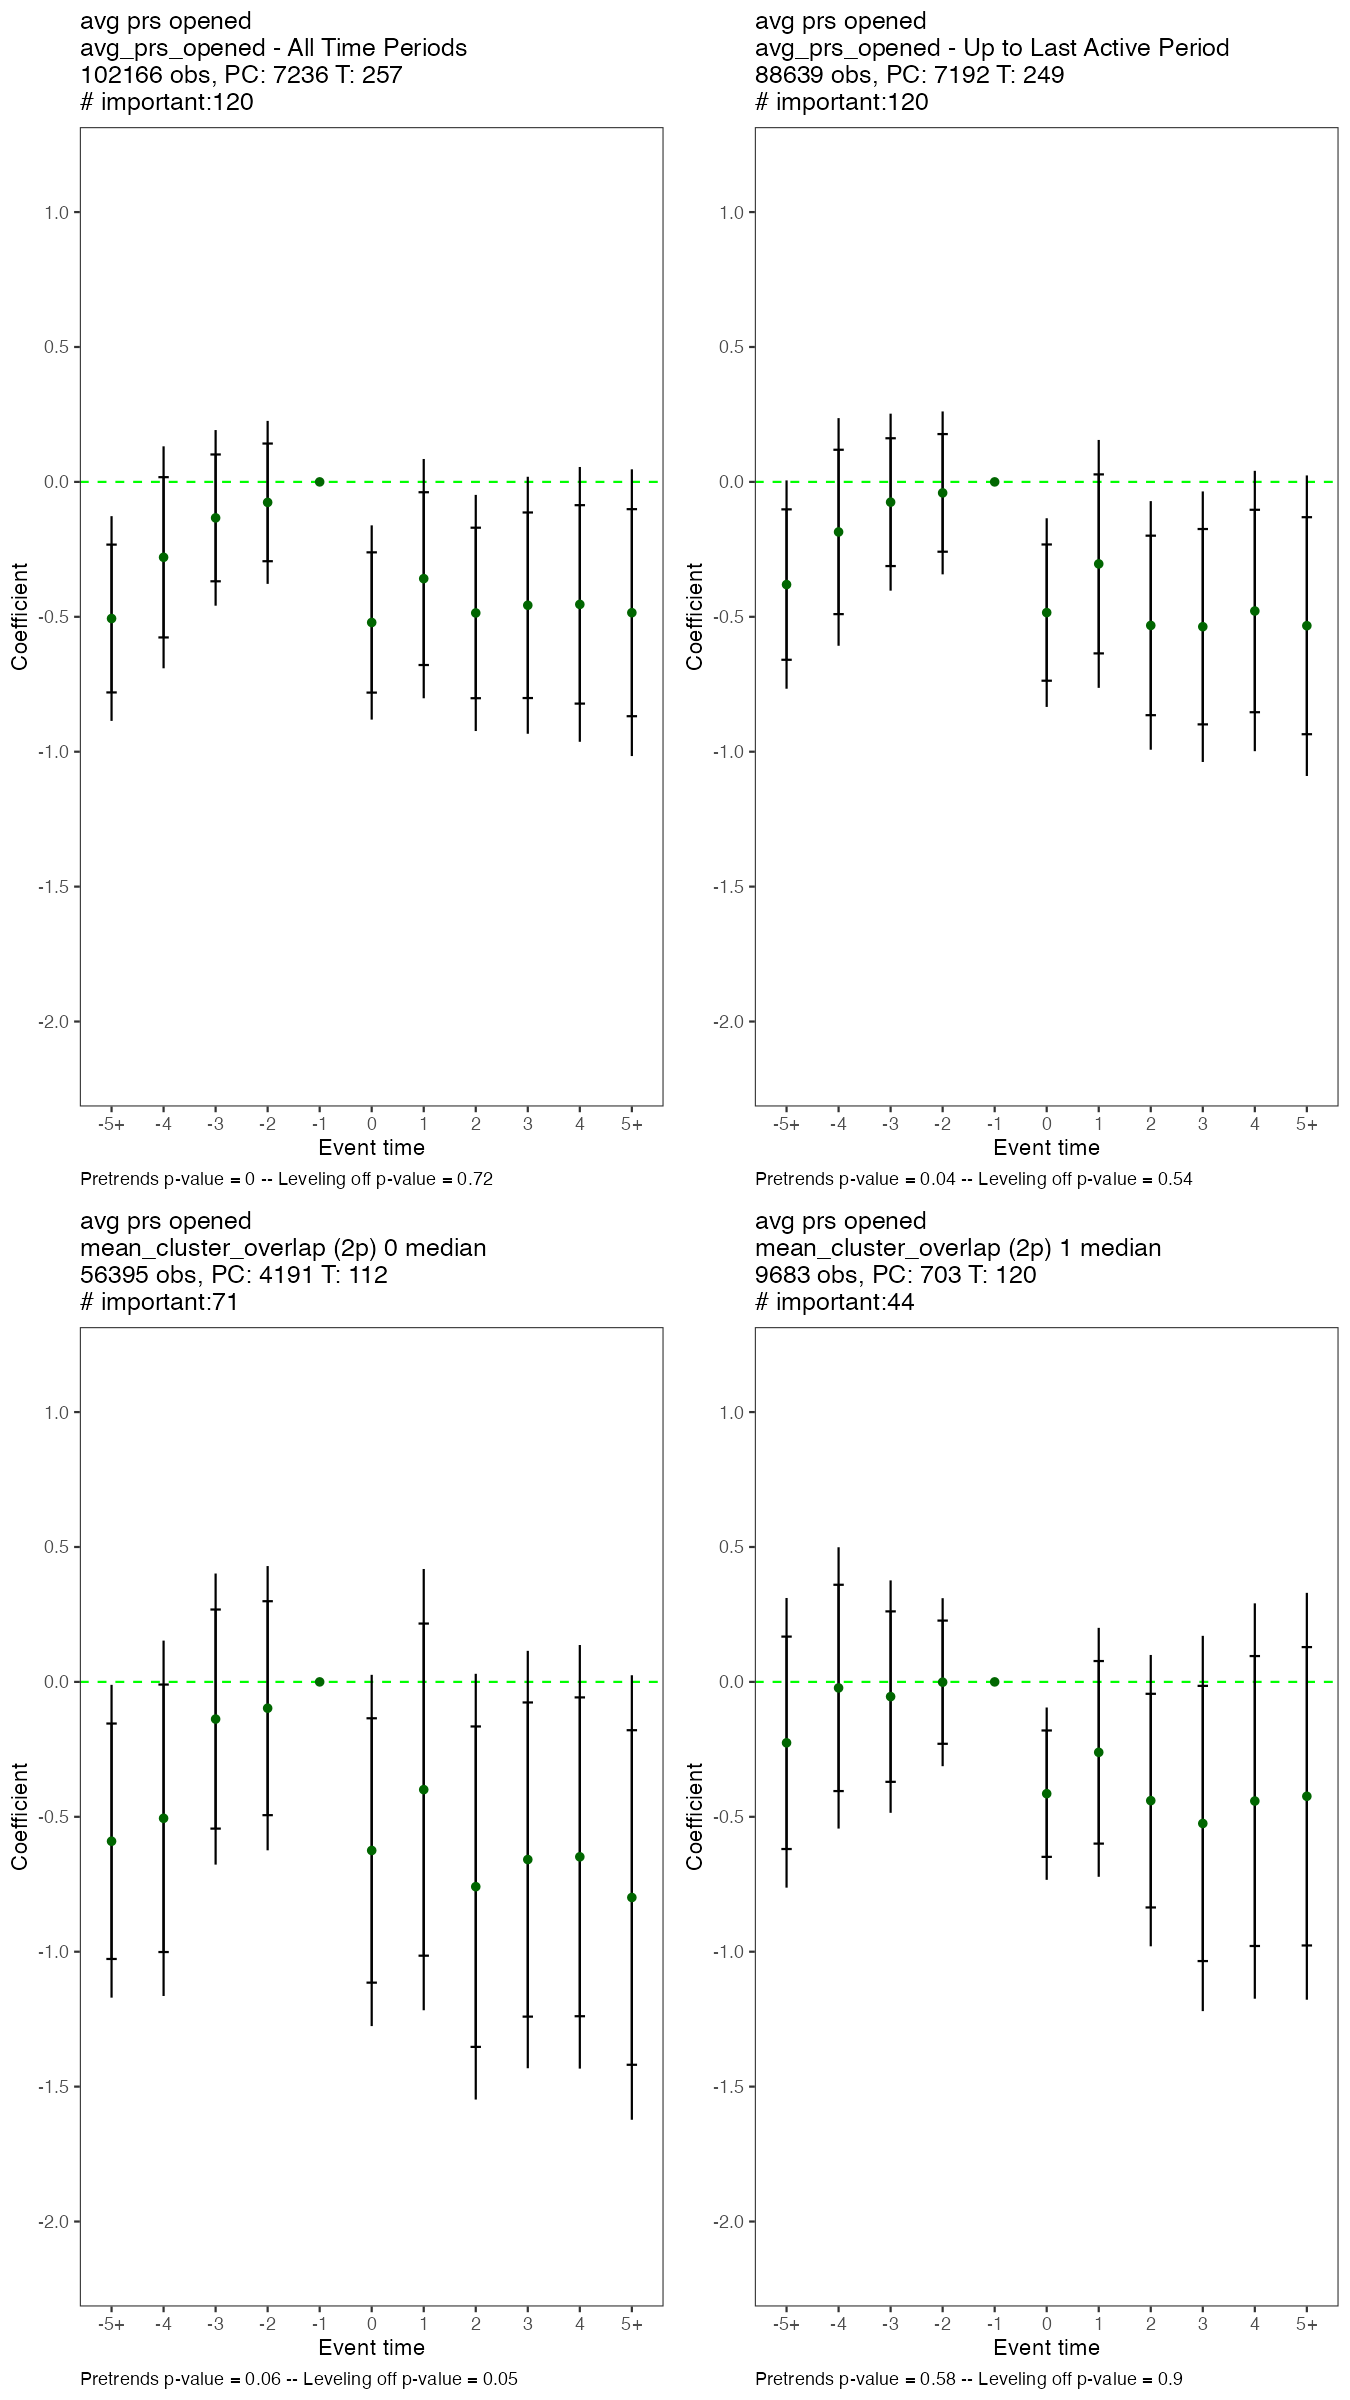 avg prs opened
avg_prs_opened - All Time Periods
102166 obs, PC: 7236 T: 257
# important:120
1.0
0.5
0.0
-0.5
-1.0
-1.5
-2.0
Coefficient
-5+ -4 -3 -2 -1 0 1 2 3 4 5+
Event time
Pretrends p-value = 0 -- Leveling off p-value = 0.72
avg prs opened
avg_prs_opened - Up to Last Active Period
88639 obs, PC: 7192 T: 249
# important:120
1.0
0.5
0.0
-0.5
-1.0
-1.5
-2.0
Coefficient
-5+ -4 -3 -2 -1 0 1 2 3 4 5+
Event time
Pretrends p-value = 0.04 -- Leveling off p-value = 0.54
avg prs opened
mean_cluster_overlap (2p) 0 median
56395 obs, PC: 4191 T: 112
# important:71
1.0
0.5
0.0
-0.5
-1.0
-1.5
-2.0
Coefficient
-5+ -4 -3 -2 -1 0 1 2 3 4 5+
Event time
Pretrends p-value = 0.06 -- Leveling off p-value = 0.05
avg prs opened
mean_cluster_overlap (2p) 1 median
9683 obs, PC: 703 T: 120
# important:44
1.0
0.5
0.0
-0.5
-1.0
-1.5
-2.0
Coefficient
-5+ -4 -3 -2 -1 0 1 2 3 4 5+
Event time
Pretrends p-value = 0.58 -- Leveling off p-value = 0.9